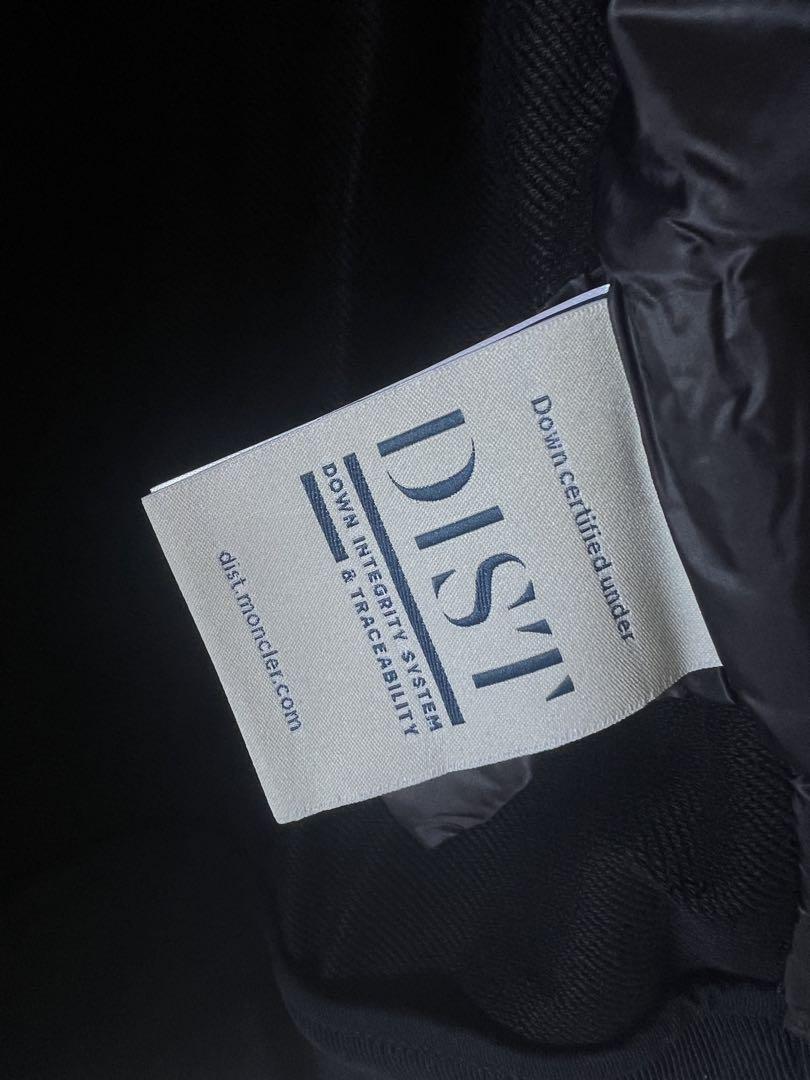 Down certified under
DIST
DOWN INTEGRITY SYSTEM
& TRACEABILITY
dist.moncler.com